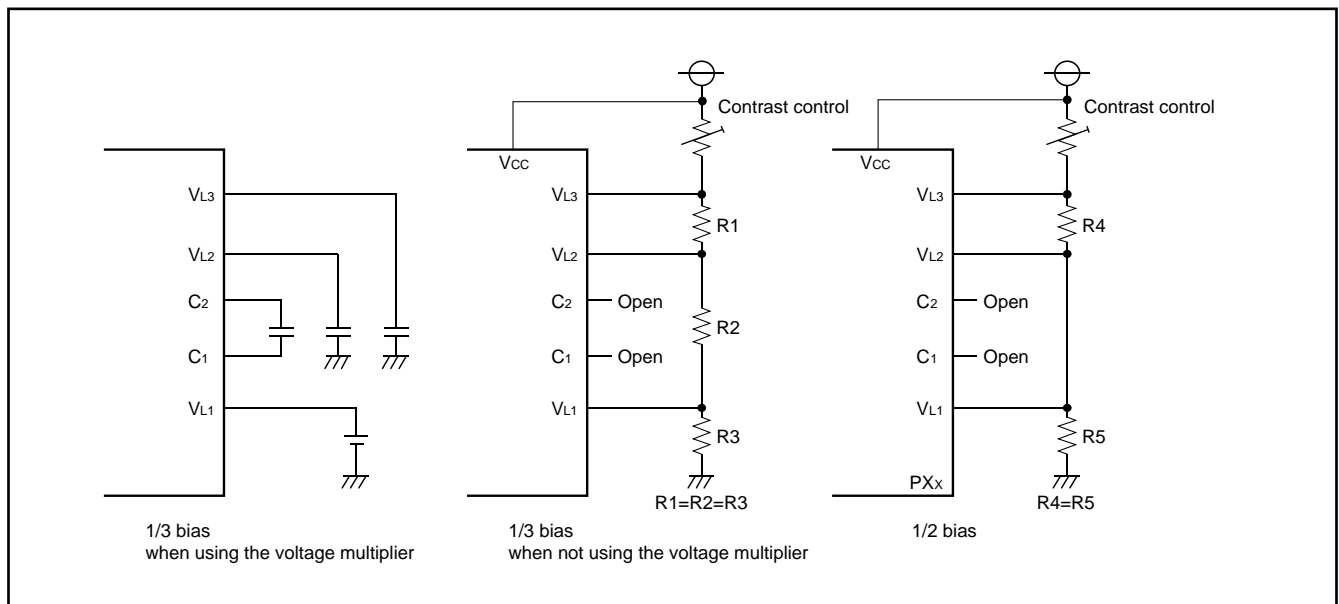 VL3
VL2
C2
C1
VL1
1/3 bias
when using the voltage multiplier
Contrast control
VCC
VL3
R1
VL2
C2
Open
R2
C1
Open
VL1
R3
R1=R2=R3
1/3 bias
when not using the voltage multiplier
Contrast control
VCC
VL3
R4
VL2
C2
Open
C1
Open
VL1
R5
PXx
R4=R5
1/2 bias